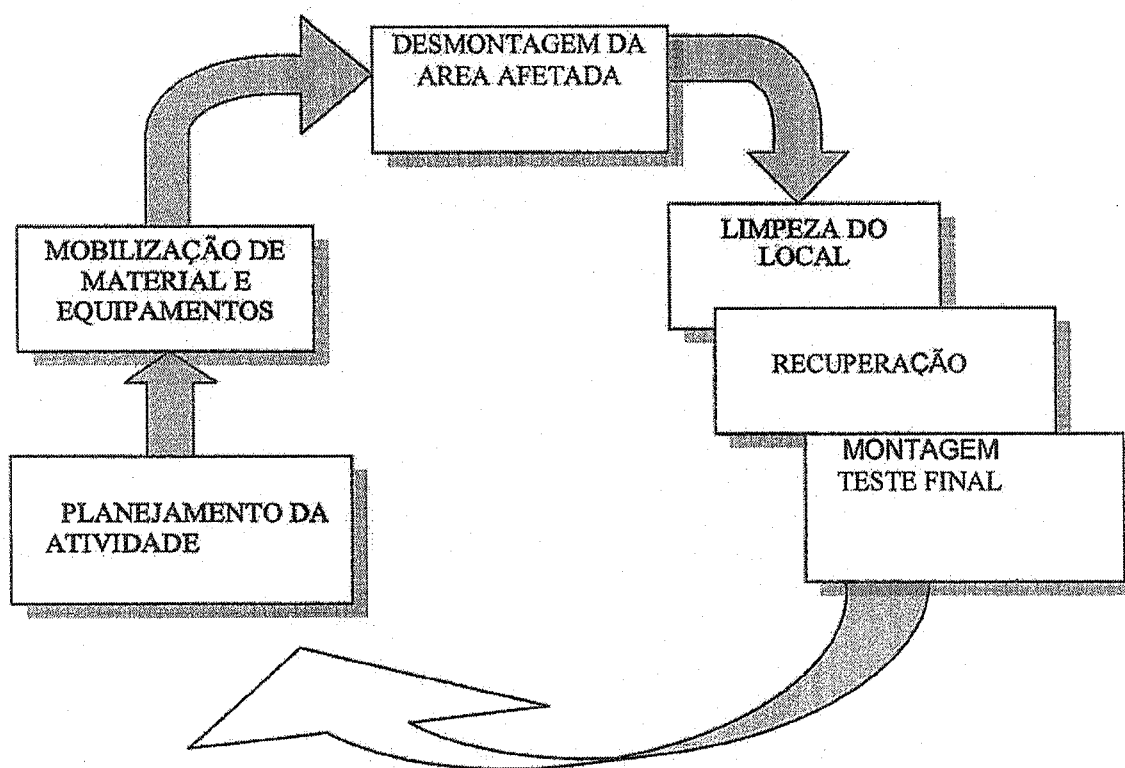 DESMONTAGEM DA
AREA AFETADA
LIMPEZA DO
LOCAL
MOBILIZAÇÃO DE
MATERIAL E
EQUIPAMENTOS
RECUPERAÇÃO
MONTAGEM
TESTE FINAL
PLANEJAMENTO DA
ATIVIDADE